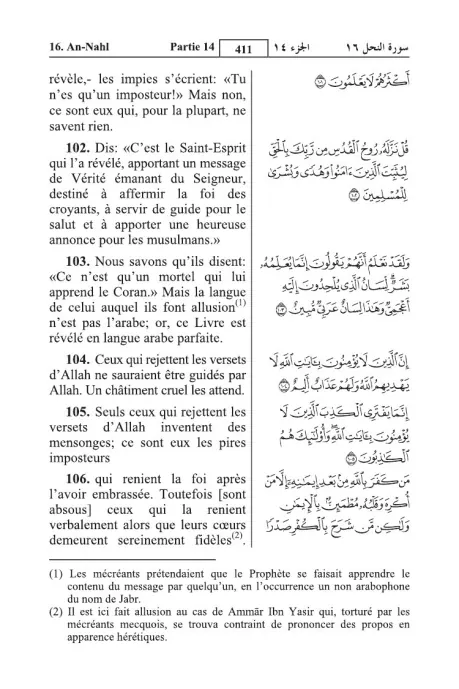 16. An-Nahl Partie 14 411 الجزء ١٤ سورة النحل ١٦
révèle,- les impies s’écrient: «Tu
n’es qu’un imposteur!» Mais non,
ce sont eux qui, pour la plupart, ne
savent rien.
102. Dis: «C’est le Saint-Esprit
qui l’a révélé, apportant un message
de Vérité émanant du Seigneur,
destiné à affermir la foi des
croyants, à servir de guide pour le
salut et à apporter une heureuse
annonce pour les musulmans.»
103. Nous savons qu’ils disent:
«Ce n’est qu’un mortel qui lui
apprend le Coran.» Mais la langue
de celui auquel ils font allusion(1)
n’est pas l’arabe; or, ce Livre est
révélé en langue arabe parfaite.
104. Ceux qui rejettent les versets
d’Allah ne sauraient être guidés par
Allah. Un châtiment cruel les attend.
105. Seuls ceux qui rejettent les
versets d’Allah inventent des
mensonges; ce sont eux les pires
imposteurs
106. qui renient la foi après
l’avoir embrassée. Toutefois [sont
absous] ceux qui la renient
verbalement alors que leurs cœurs
demeurent sereinement fidèles(2).
أَكْثَرُهُمْ لَا يَعْلَمُونَ ١٠١
قُلْ نَزَّلَهُ رُوحُ الْقُدُسِ مِن رَّبِّكَ بِالْحَقِّ
لِيُثَبِّتَ الَّذِينَ ءَامَنُوا وَهُدًى وَبُشْرَىٰ
لِلْمُسْلِمِينَ ١٠٢
وَلَقَدْ نَعْلَمُ أَنَّهُمْ يَقُولُونَ إِنَّمَا يُعَلِّمُهُ
بَشَرٌ لِّسَانُ الَّذِي يُلْحِدُونَ إِلَيْهِ
أَعْجَمِيٌّ وَهَٰذَا لِسَانٌ عَرَبِيٌّ مُّبِينٌ ١٠٣
إِنَّ الَّذِينَ لَا يُؤْمِنُونَ بِـَٔايَٰتِ اللَّهِ لَا
يَهْدِيهِمُ اللَّهُ وَلَهُمْ عَذَابٌ أَلِيمٌ ١٠٤
إِنَّمَا يَفْتَرِي الْكَذِبَ الَّذِينَ لَا
يُؤْمِنُونَ بِـَٔايَٰتِ اللَّهِ وَأُولَٰئِكَ هُمُ
الْكَٰذِبُونَ ١٠٥
مَن كَفَرَ بِاللَّهِ مِن بَعْدِ إِيمَٰنِهِ إِلَّا مَنْ
أُكْرِهَ وَقَلْبُهُ مُطْمَئِنٌّ بِالْإِيمَٰنِ
وَلَٰكِن مَّن شَرَحَ بِالْكُفْرِ صَدْرًا
(1) Les mécréants prétendaient que le Prophète se faisait apprendre le
contenu du message par quelqu’un, en l’occurrence un non arabophone
du nom de Jabr.
(2) Il est ici fait allusion au cas de Ammār Ibn Yasir qui, torturé par les
mécréants mecquois, se trouva contraint de prononcer des propos en
apparence hérétiques.